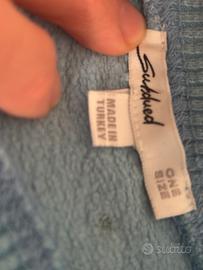 Subdued
MADE IN
TURKEY
ONE
SIZE
subito